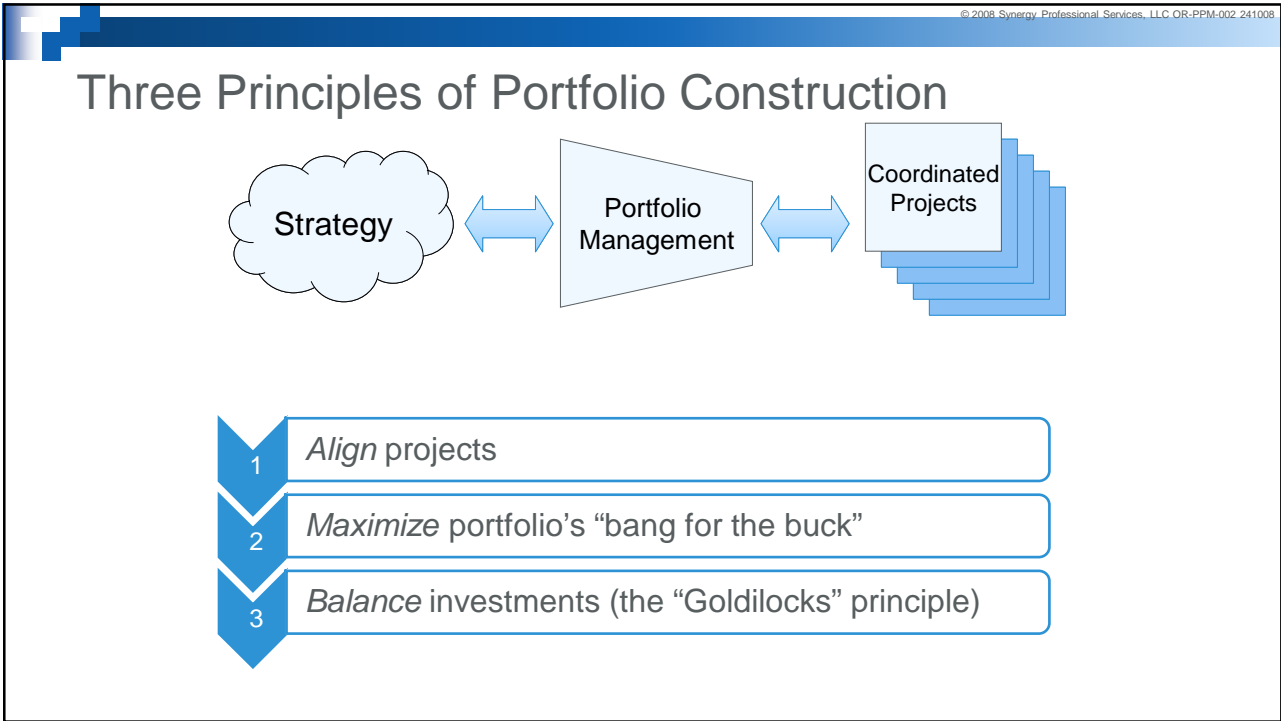 © 2008 Synergy Professional Services, LLC OR-PPM-002 241008
Three Principles of Portfolio Construction
Strategy
Portfolio
Management
Coordinated
Projects
1
Align projects
2
Maximize portfolio’s “bang for the buck”
3
Balance investments (the “Goldilocks” principle)